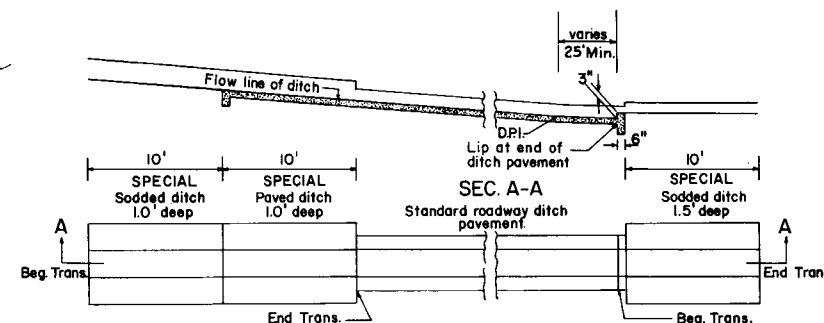 varies
25' Min.
3"
Flow line of ditch
D.P.I.
Lip at end of
ditch pavement
6"
10'
SPECIAL
Sodded ditch
1.0' deep
10'
SPECIAL
Paved ditch
1.0' deep
SEC. A-A
Standard roadway ditch
pavement
10'
SPECIAL
Sodded ditch
1.5' deep
A
A
Beg. Trans.
End Tran
End Trans.
Beg. Trans.